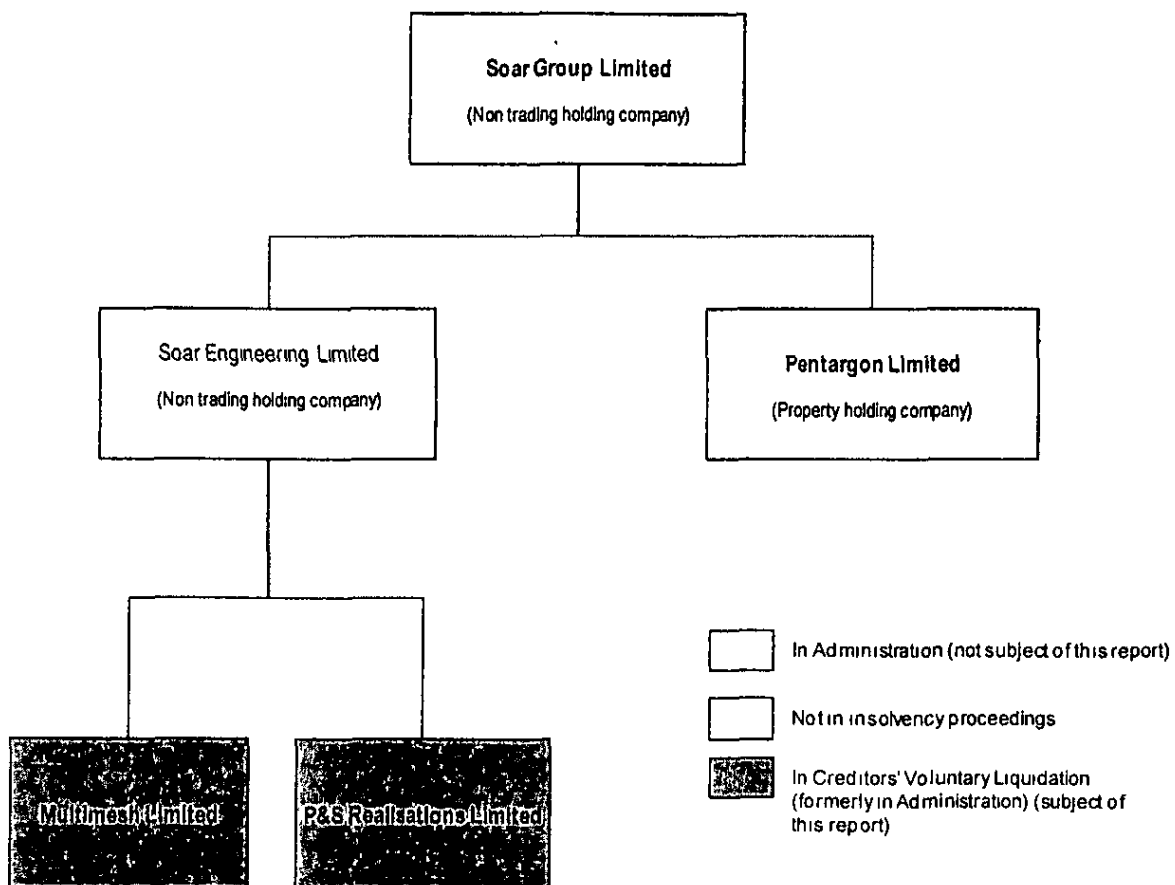 Soar Group Limited
(Non trading holding company)
Soar Engineering Limited
(Non trading holding company)
Pentargon Limited
(Property holding company)
Multimesh Limited
P&S Realisations Limited
In Administration (not subject of this report)
Not in insolvency proceedings
In Creditors' Voluntary Liquidation
(formerly in Administration) (subject of
this report)